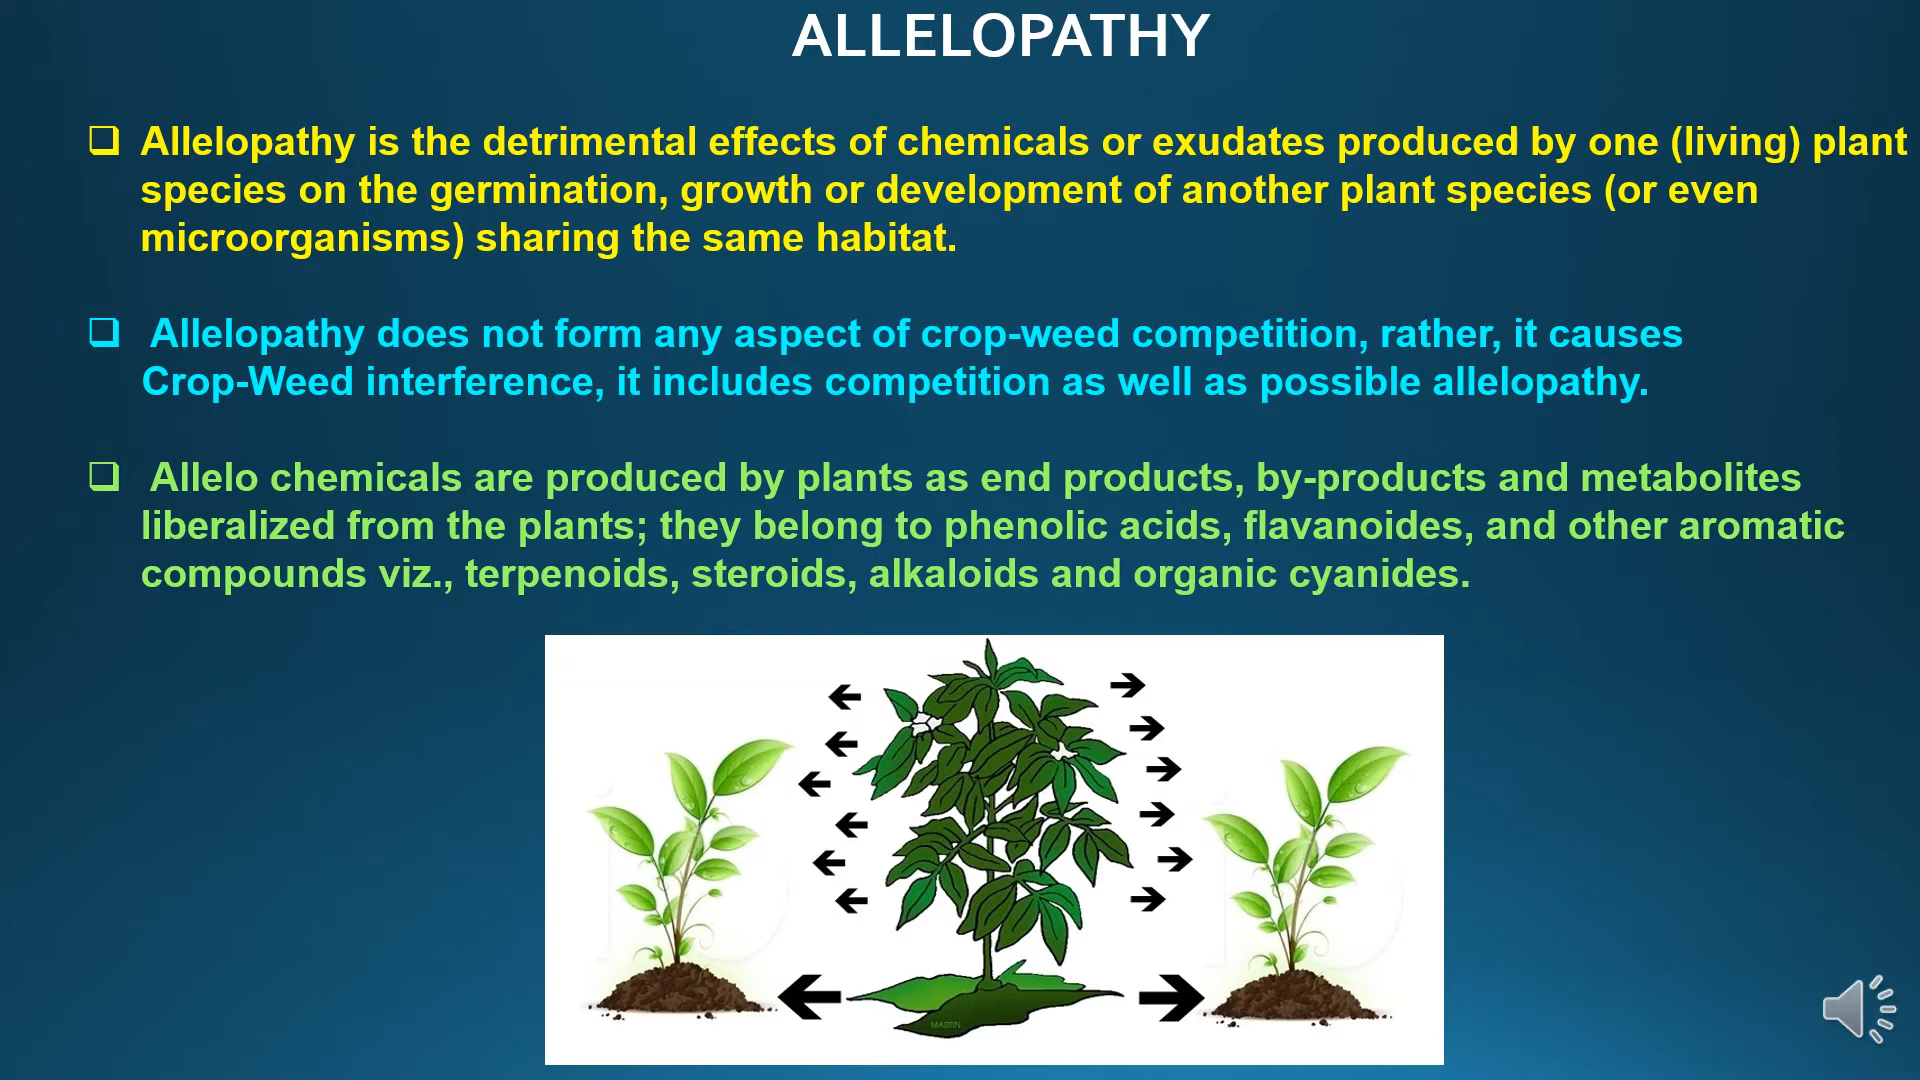 ALLELOPATHY
❑ Allelopathy is the detrimental effects of chemicals or exudates produced by one (living) plant
species on the germination, growth or development of another plant species (or even
microorganisms) sharing the same habitat.
❑ Allelopathy does not form any aspect of crop-weed competition, rather, it causes
Crop-Weed interference, it includes competition as well as possible allelopathy.
❑ Allelo chemicals are produced by plants as end products, by-products and metabolites
liberalized from the plants; they belong to phenolic acids, flavanoides, and other aromatic
compounds viz., terpenoids, steroids, alkaloids and organic cyanides.
MARTIN